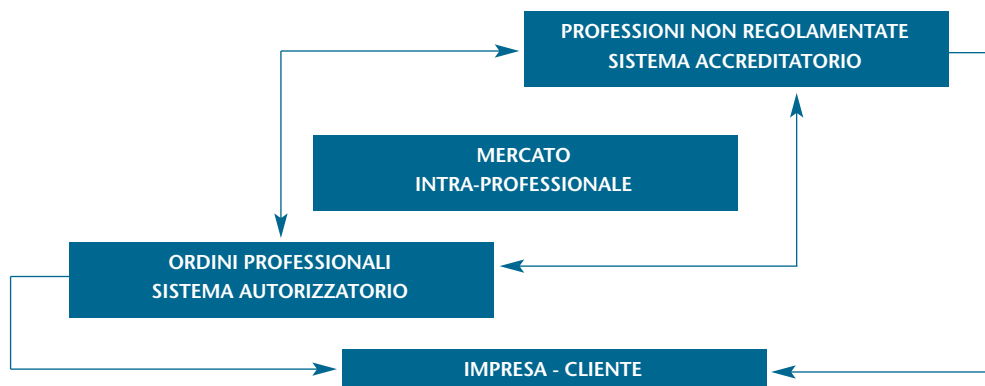 PROFESSIONI NON REGOLAMENTATE
SISTEMA ACCREDITATORIO
MERCATO
INTRA-PROFESSIONALE
ORDINI PROFESSIONALI
SISTEMA AUTORIZZATORIO
IMPRESA - CLIENTE